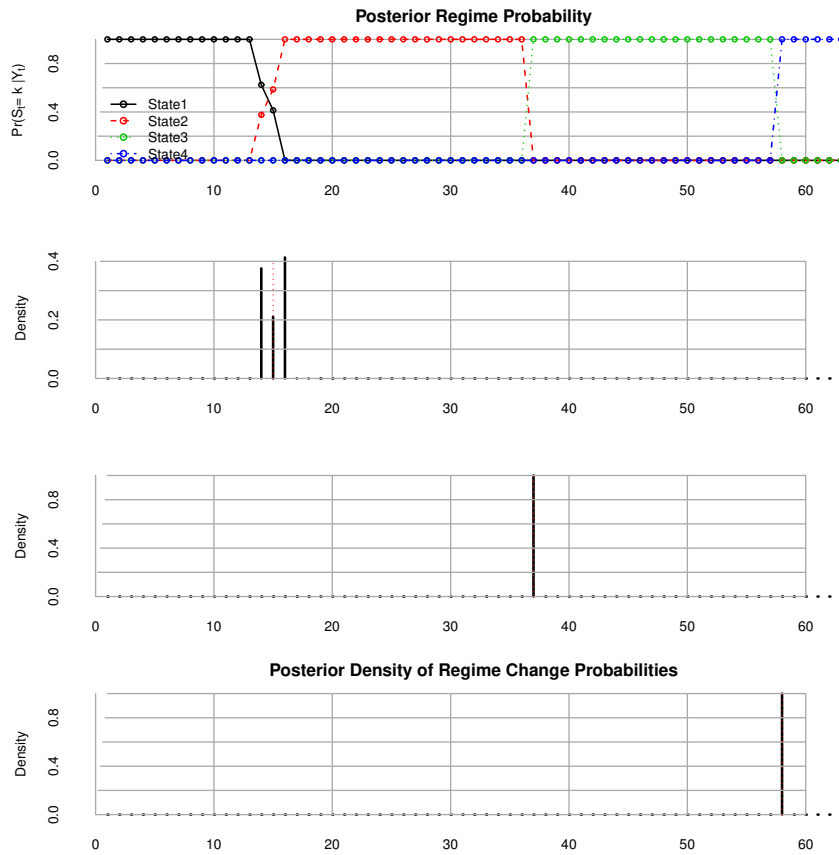 Posterior Regime Probability
Pr(St= k |Yt)
0.0 0.4 0.8
State1
State2
State3
State4
0 10 20 30 40 50 60
Density
0.0 0.2 0.4
0 10 20 30 40 50 60
Density
0.0 0.4 0.8
0 10 20 30 40 50 60
Posterior Density of Regime Change Probabilities
Density
0.0 0.4 0.8
0 10 20 30 40 50 60